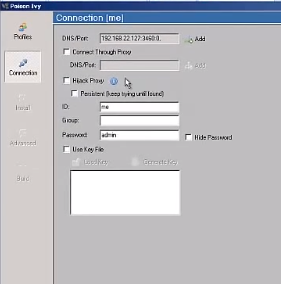 Poison Ivy
Profiles
Connection
Install
Advanced
Build
Connection [me]
DNS/Port: 192.168.22.127:3460:0, Add
Connect Through Proxy
DNS/Port: Add
Hijack Proxy
Persistent (keep trying until found)
ID: me
Group:
Password: admin Hide Password
Use Key File
Load Key Generate Key